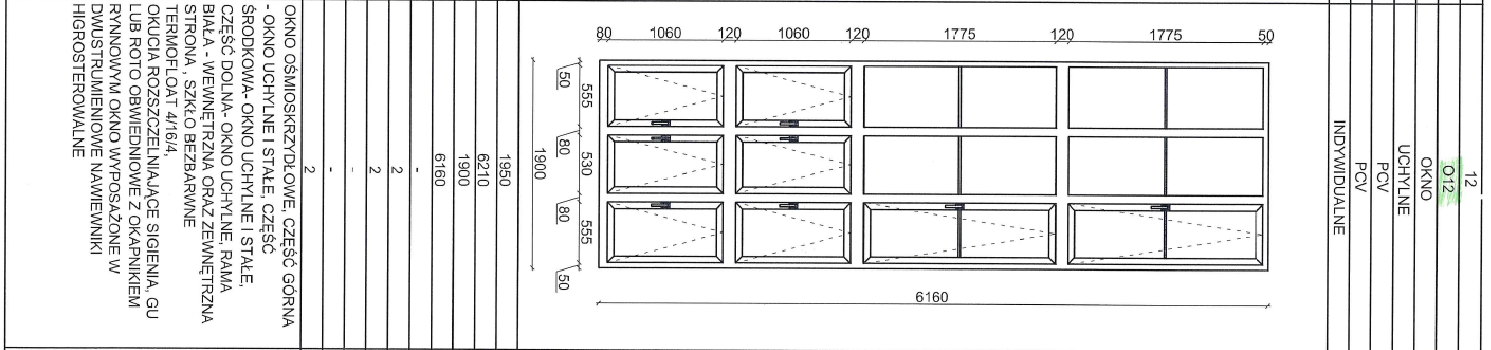 12
O12
OKNO
UCHYLNE
PCV
PCV
INDYWIDUALNE
80 1060 120 1060 120 1775 120 1775 50
50 555 80 530 80 555 50
1900
6160
1950
6210
1900
6160
-
2
2
-
-
2
OKNO OŚMIOSKRZYDŁOWE, CZĘŚĆ GÓRNA
- OKNO UCHYLNE I STAŁE, CZĘŚĆ
ŚRODKOWA- OKNO UCHYLNE I STAŁE,
CZĘŚĆ DOLNA- OKNO UCHYLNE, RAMA
BIAŁA - WEWNĘTRZNA ORAZ ZEWNĘTRZNA
STRONA , SZKŁO BEZBARWNE
TERMOFLOAT 4/16/4,
OKUCIA ROZSZCZELNIAJĄCE SIGIENIA, GU
LUB ROTO OBWIEDNIOWE Z OKAPNIKIEM
RYNNOWYM OKNO WYPOSAŻONE W
DWUSTRUMIENIOWE NAWIEWNIKI
HIGROSTEROWALNE